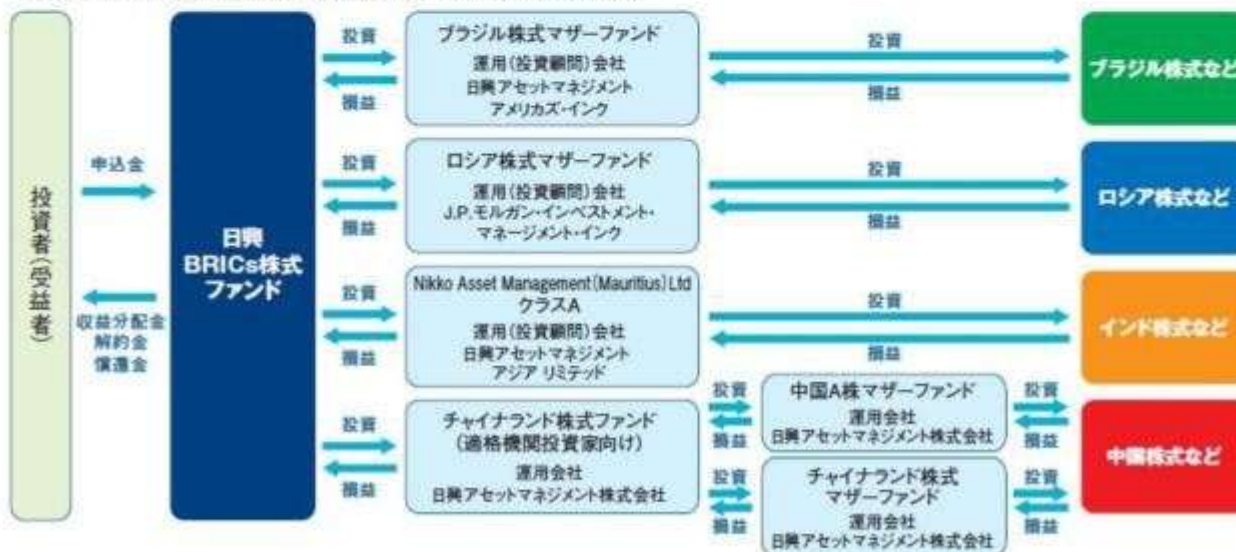 投資者(受益者)
申込金
収益分配金
解約金
償還金
日興
BRICs株式
ファンド
投資
損益
ブラジル株式マザーファンド
運用(投資顧問)会社
日興アセットマネジメント
アメリカズ・インク
投資
損益
ブラジル株式など
投資
損益
ロシア株式マザーファンド
運用(投資顧問)会社
J.P.モルガン・インベストメント・
マネージメント・インク
投資
損益
ロシア株式など
投資
損益
Nikko Asset Management(Mauritius)Ltd
クラスA
運用(投資顧問)会社
日興アセットマネジメント
アジア リミテッド
投資
損益
インド株式など
投資
損益
チャイナランド株式ファンド
(適格機関投資家向け)
運用会社
日興アセットマネジメント株式会社
投資
損益
中国A株マザーファンド
運用会社
日興アセットマネジメント株式会社
投資
損益
投資
損益
チャイナランド株式
マザーファンド
運用会社
日興アセットマネジメント株式会社
投資
損益
中国株式など